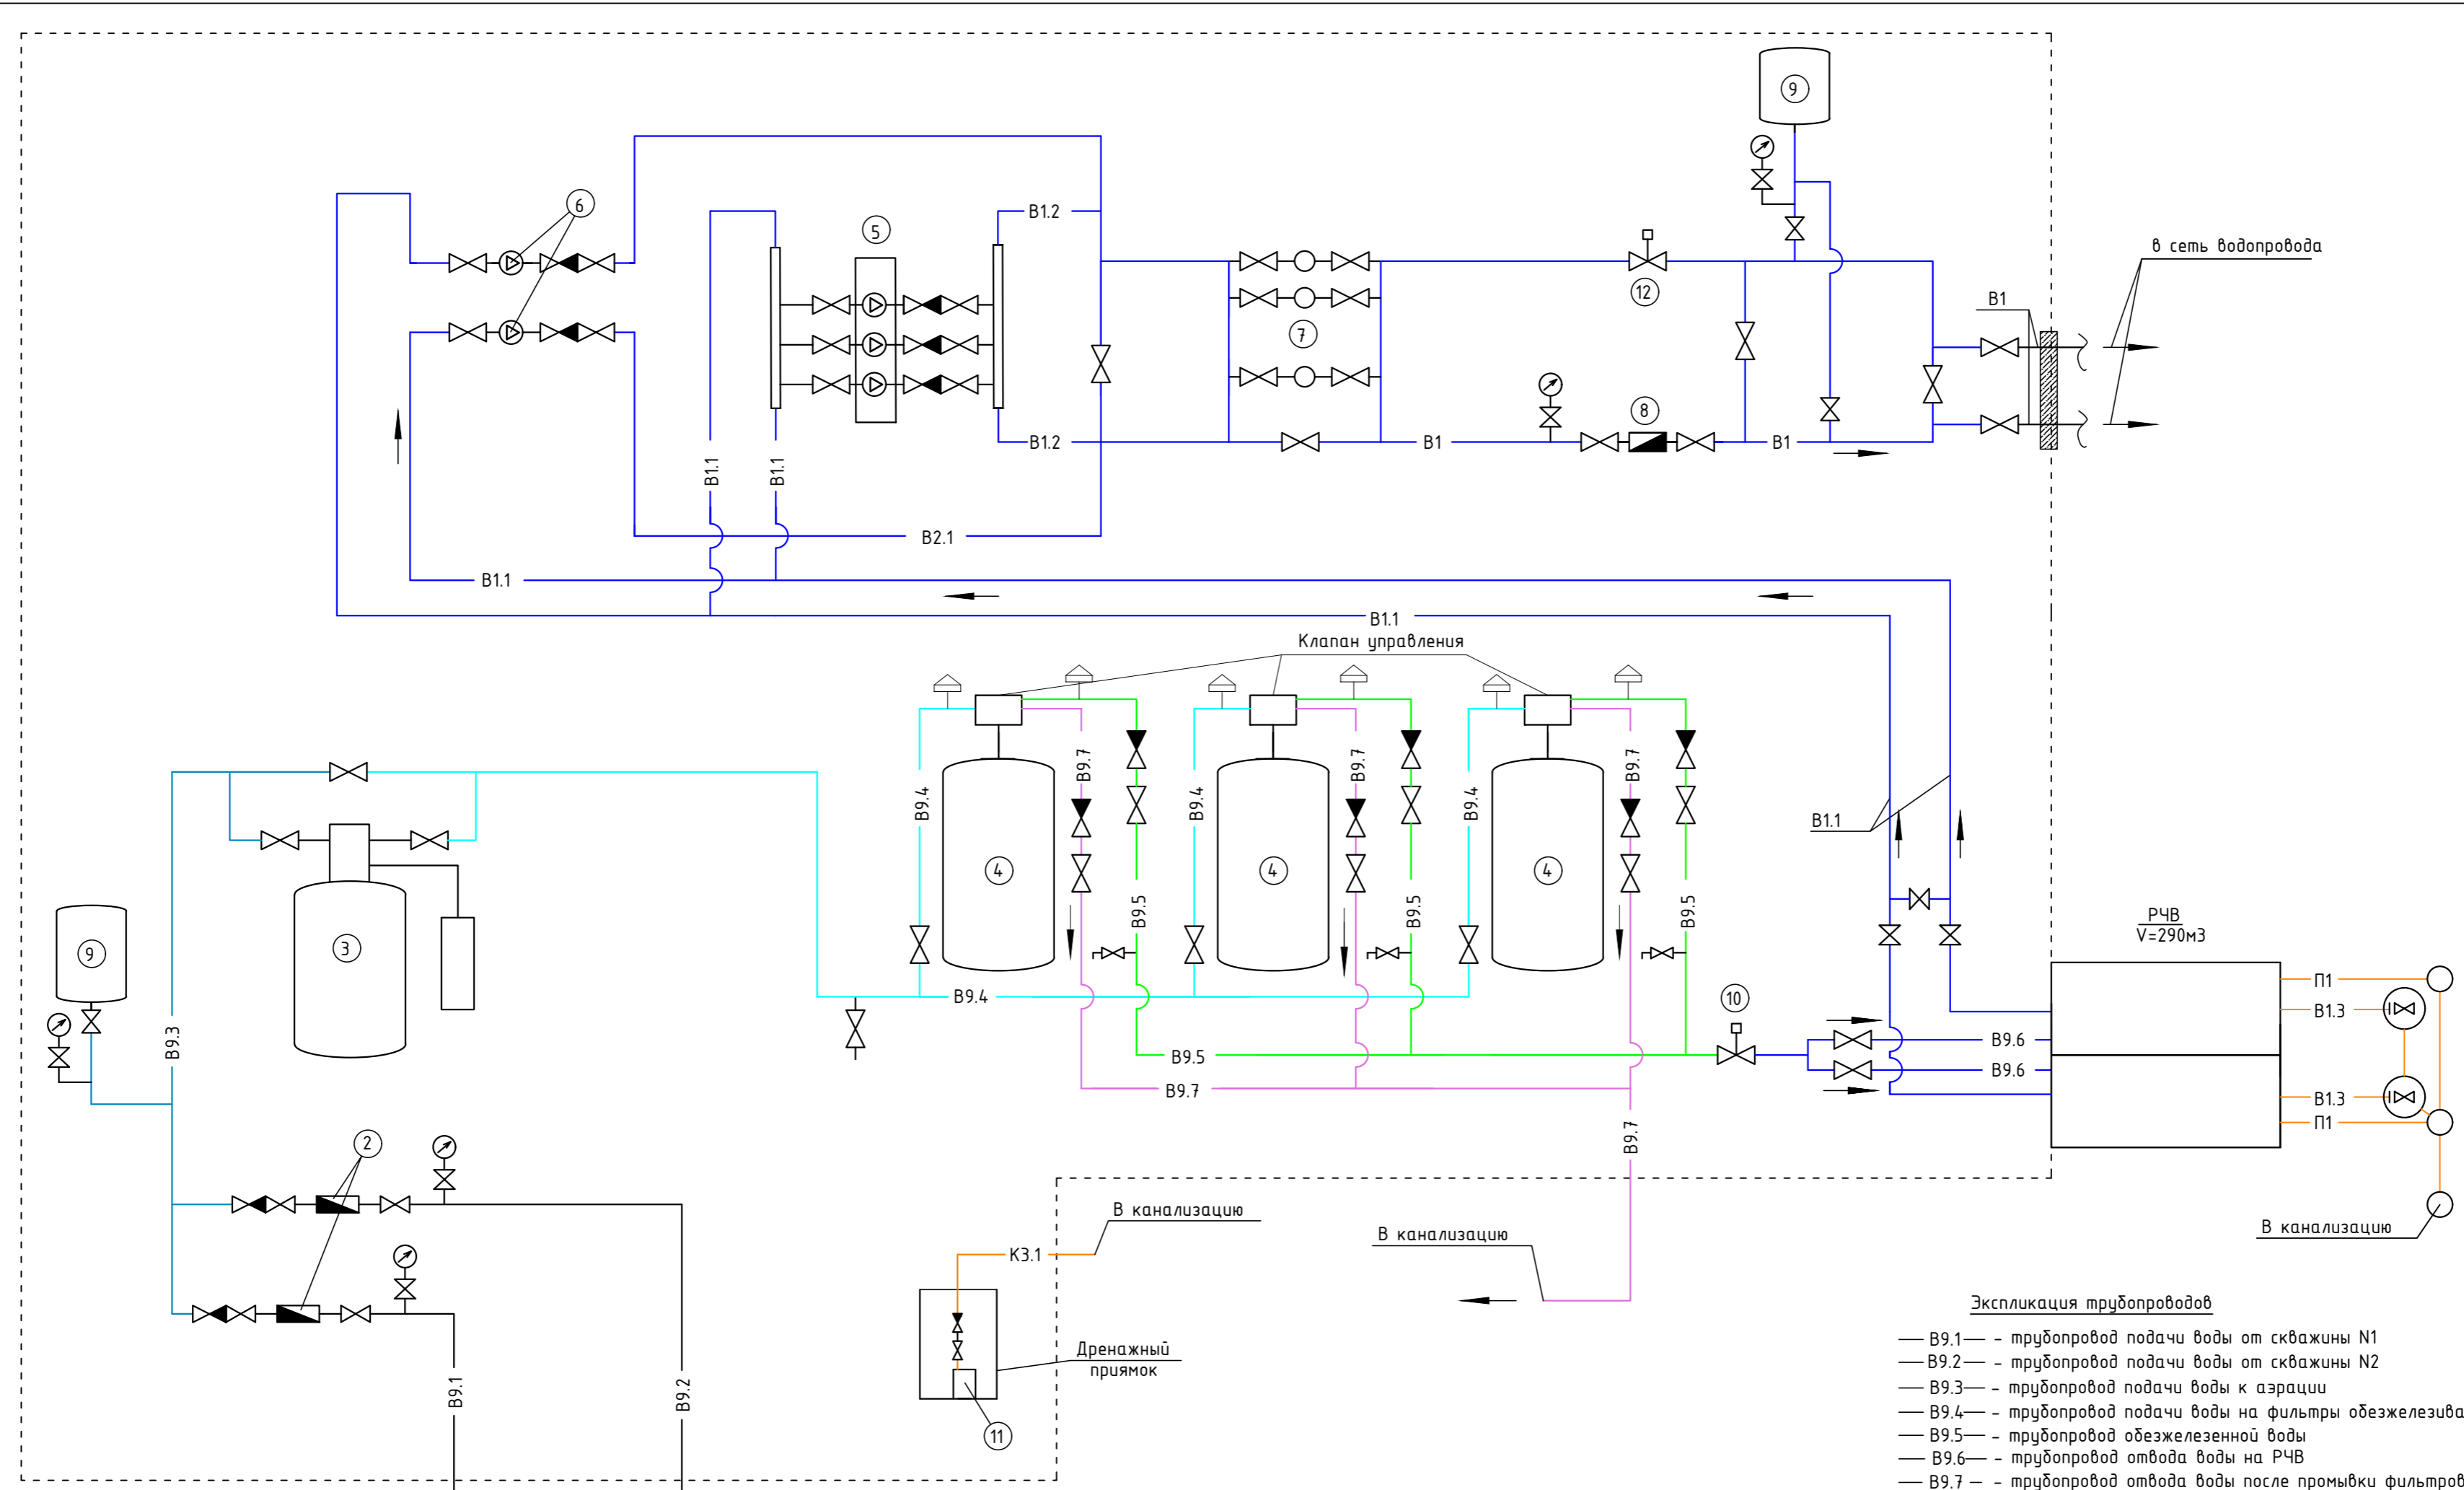 9
6
5
В1.2
в сеть водопровода
12
В1
7
8
В1.2
В1
В1
В1.1
В1.1
В2.1
В1.1
В1.1
Клапан управления
В9.7
В9.7
В9.7
В9.4
В9.4
В9.4
В1.1
4
4
4
В9.5
В9.5
В9.5
РЧВ
V=290м3
3
9
П1
В9.4
10
В1.3
В9.3
В9.6
В9.5
В9.6
В9.7
В1.3
П1
2
В9.7
В канализацию
В канализацию
В канализацию
К3.1
Дренажный
приямок
В9.1
В9.2
11
Экспликация трубопроводов
В9.1 - трубопровод подачи воды от скважины N1
В9.2 - трубопровод подачи воды от скважины N2
В9.3 - трубопровод подачи воды к аэрации
В9.4 - трубопровод подачи воды на фильтры обезжелезива
В9.5 - трубопровод обезжелезенной воды
В9.6 - трубопровод отвода воды на РЧВ
В9.7 - трубопровод отвода воды после промывки фильтров